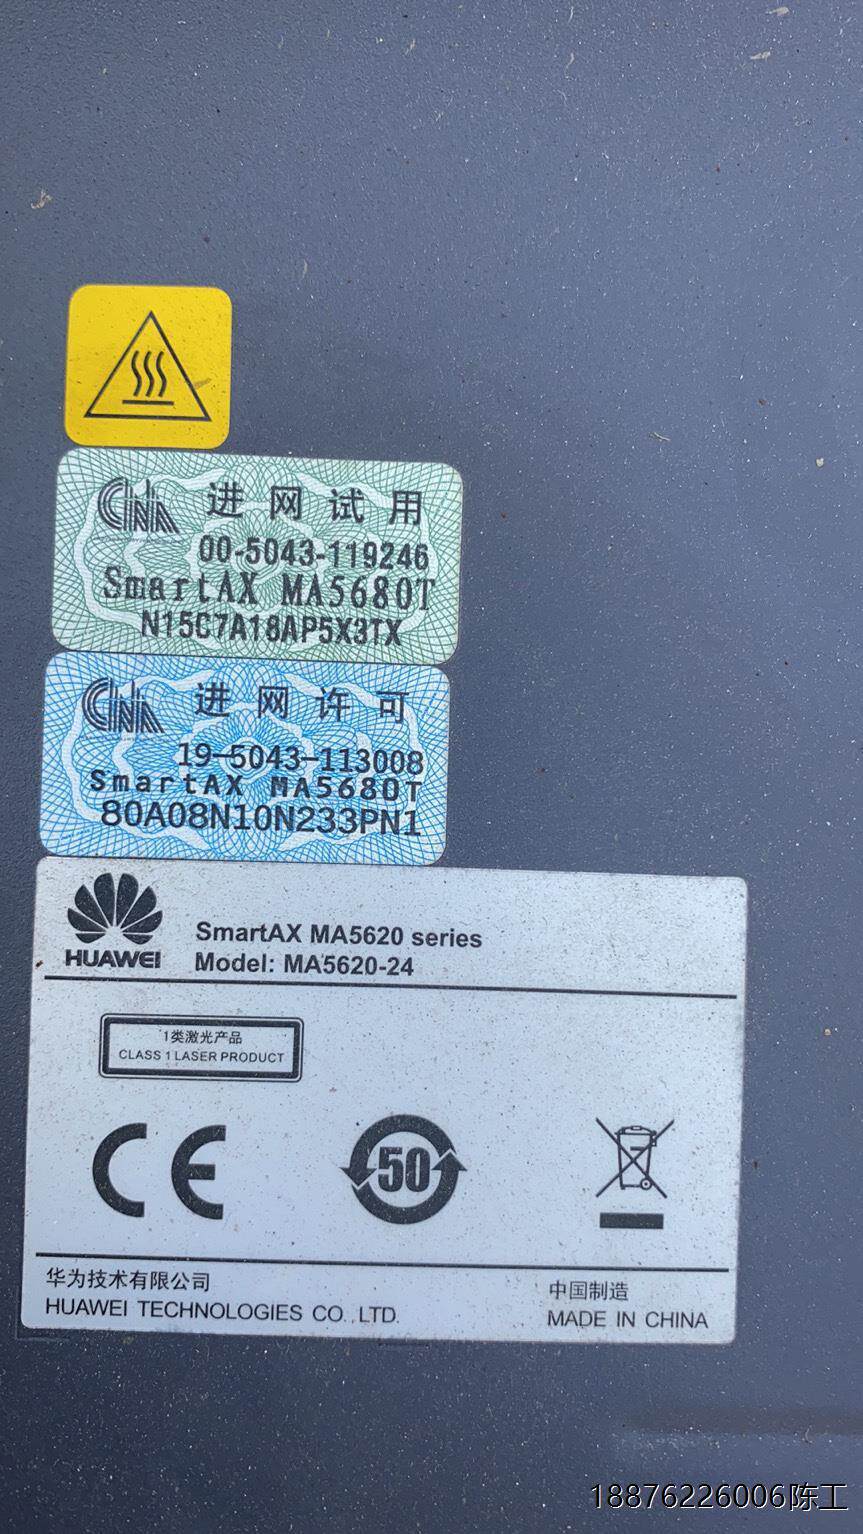 CINA 进网试用
00-5043-119246
SmartAX MA5680T
N15C7A18AP5X3TX
CINA 进网许可
19-5043-113008
SmartAX MA5680T
80A08N10N233PN1
HUAWEI
SmartAX MA5620 series
Model: MA5620-24
1类激光产品
CLASS 1 LASER PRODUCT
CE
50
华为技术有限公司
HUAWEI TECHNOLOGIES CO.,LTD.
中国制造
MADE IN CHINA
18876226006陈工